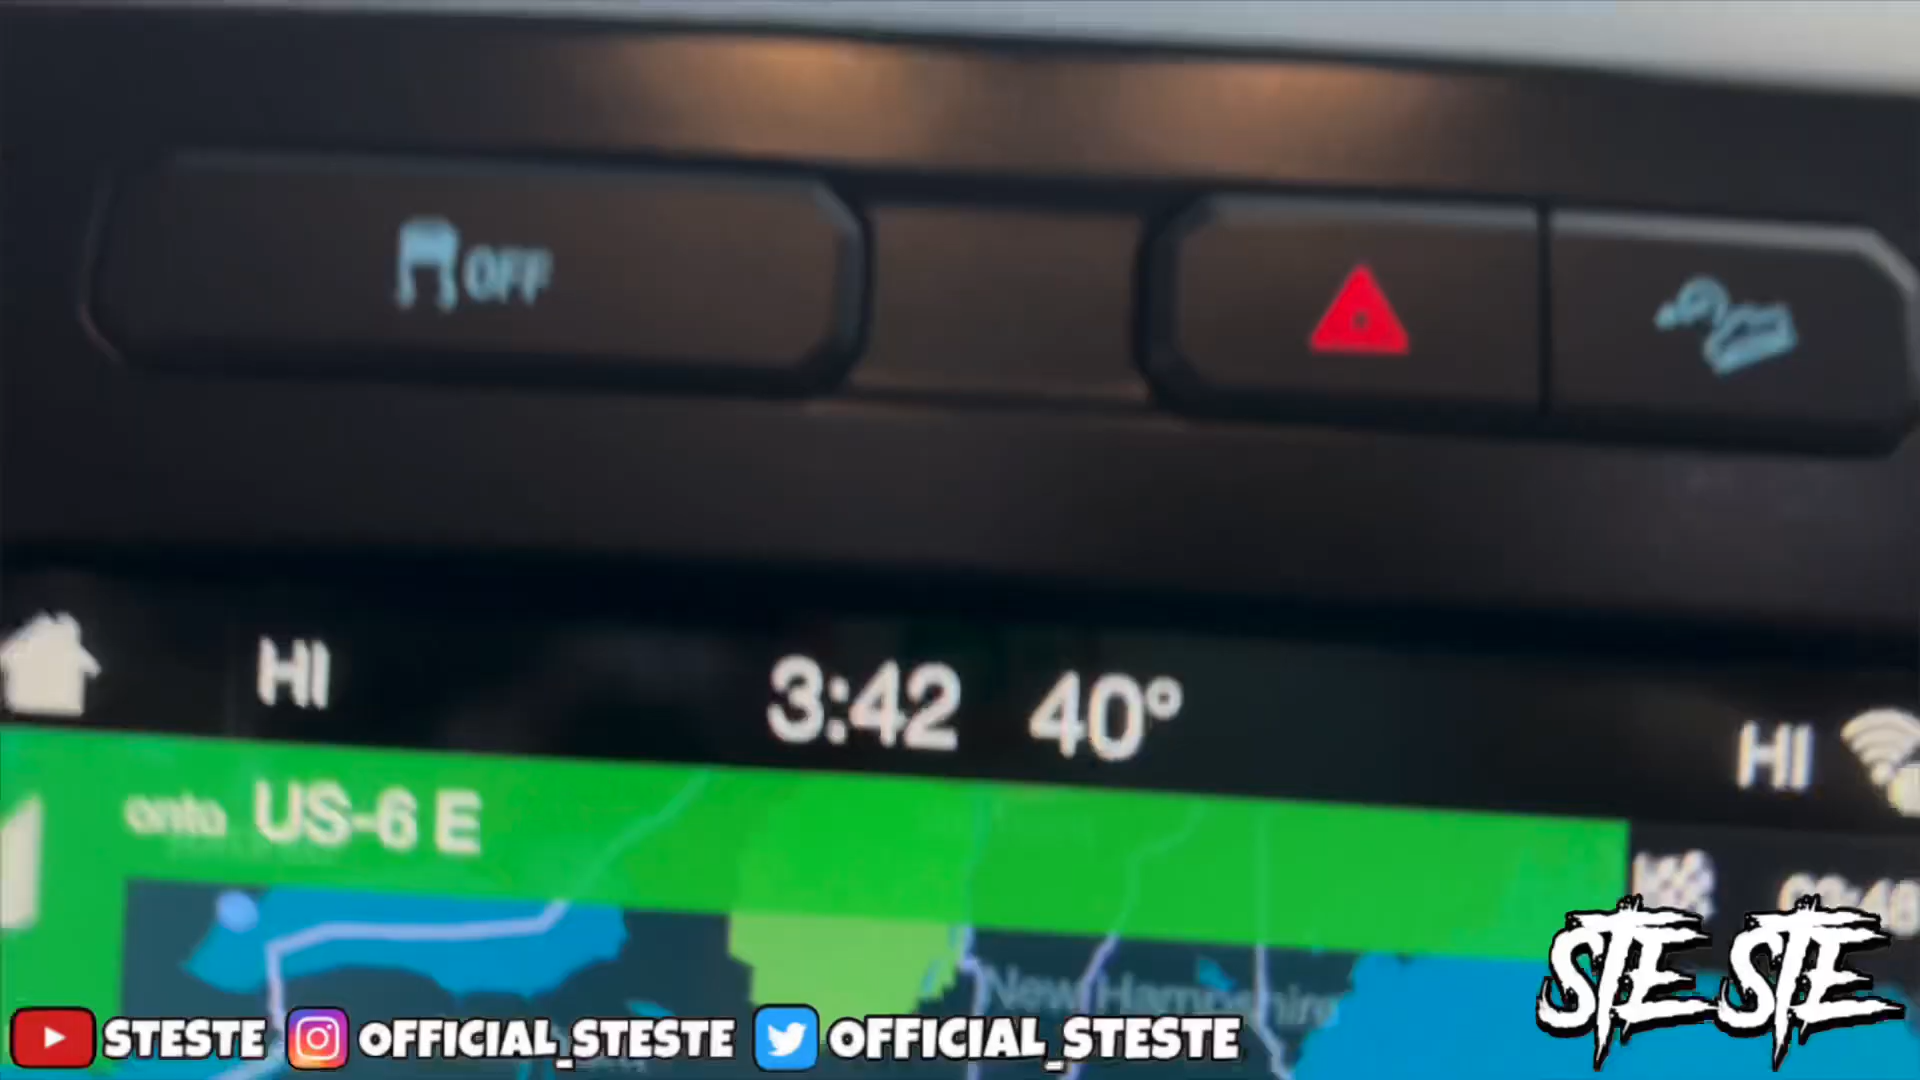 OFF
HI 3:42 40° HI
onto US-6 E
New Hampshire
STE STE
STESTE OFFICIAL_STESTE OFFICIAL_STESTE